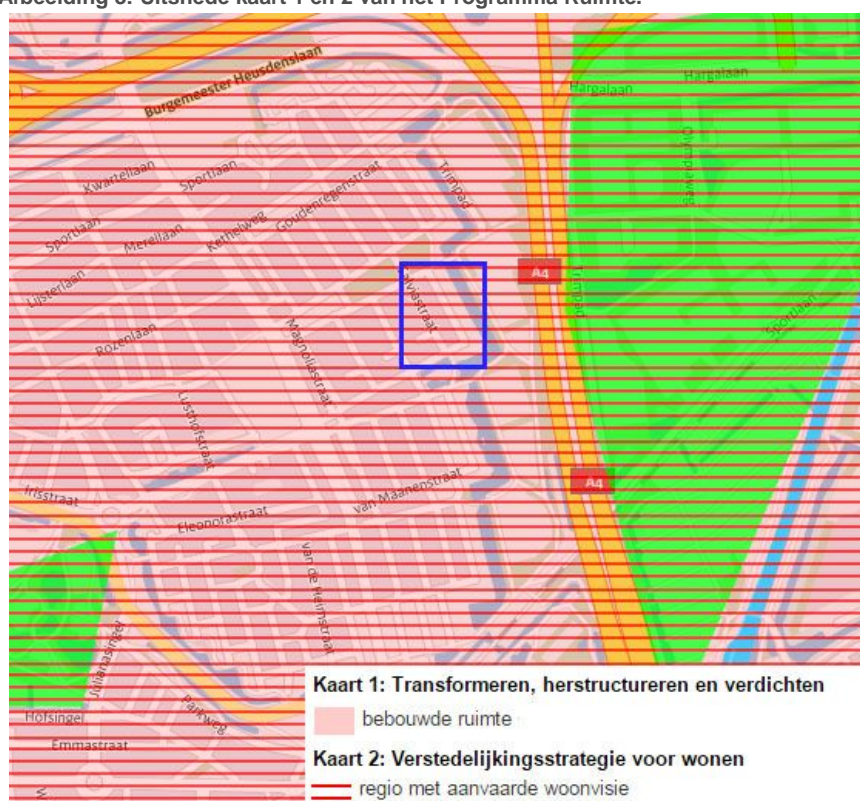 Afbeelding 3. Uitsnede kaart 1 en 2 van het Programma Ruimte.
Burgemeester Heusdenslaan
Hargalaan
Hargalaan
Olympiaweg
Kwartellaan
Sportlaan
Trimpad
Goudenregenstraat
Sportlaan
Merellaan
Kethelweg
A4
Trimpad
Lijsterlaan
Salviastraat
Sportlaan
Rozenlaan
Magnoliastraat
Lusthofstraat
A4
Irisstraat
van Maanenstraat
Eleonorastraat
van de Heimstraat
Julianasingel
Hofsingel
Parkweg
Emmastraat
W
Kaart 1: Transformeren, herstructureren en verdichten
bebouwde ruimte
Kaart 2: Verstedelijkingsstrategie voor wonen
regio met aanvaarde woonvisie